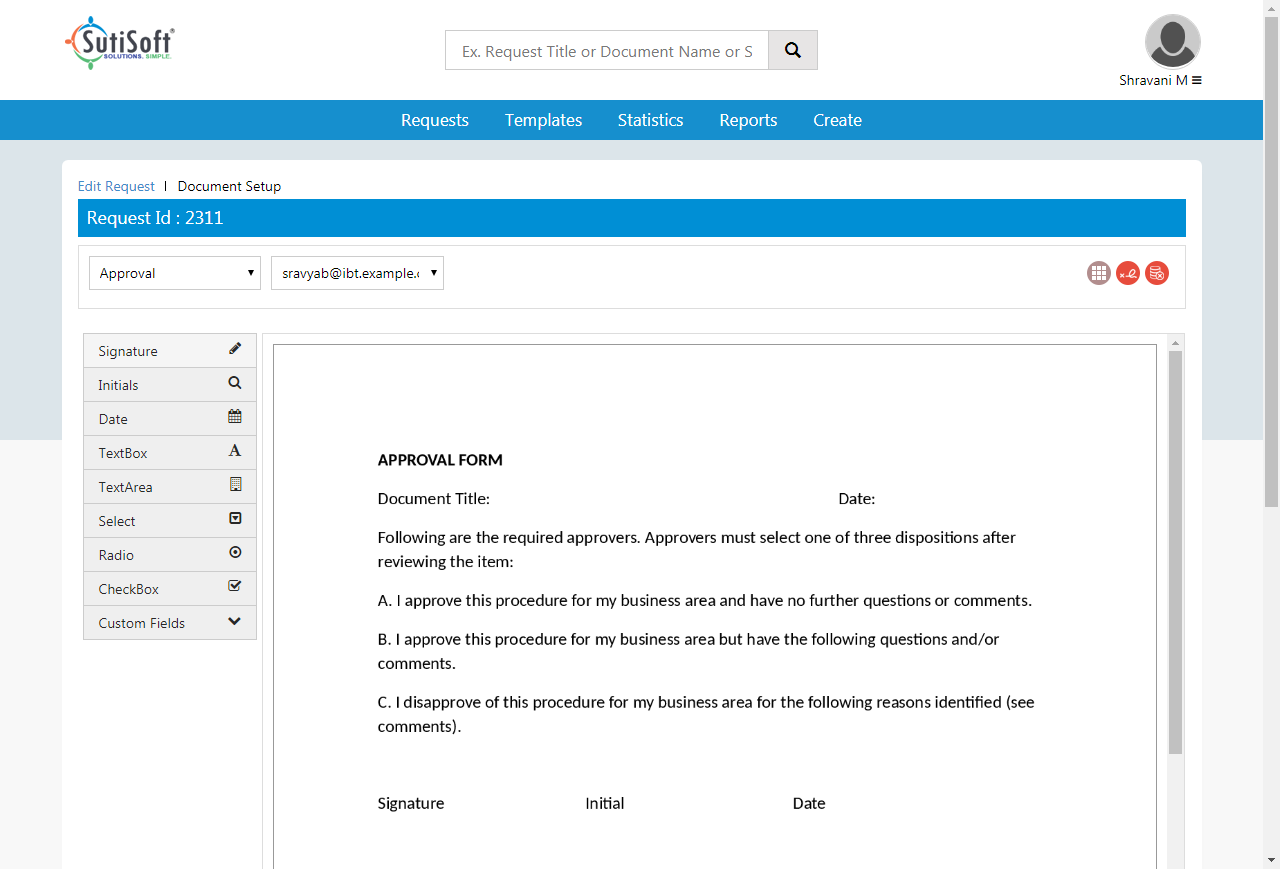 SutiSoft®
SOLUTIONS. SIMPLE.
Ex. Request Title or Document Name or S
Shravani M
Requests Templates Statistics Reports Create
Edit Request | Document Setup
Request Id : 2311
Approval sravyab@ibt.example.
Signature
Initials
Date
TextBox
TextArea
Select
Radio
CheckBox
Custom Fields
APPROVAL FORM
Document Title: Date:
Following are the required approvers. Approvers must select one of three dispositions after
reviewing the item:
A. I approve this procedure for my business area and have no further questions or comments.
B. I approve this procedure for my business area but have the following questions and/or
comments.
C. I disapprove of this procedure for my business area for the following reasons identified (see
comments).
Signature Initial Date